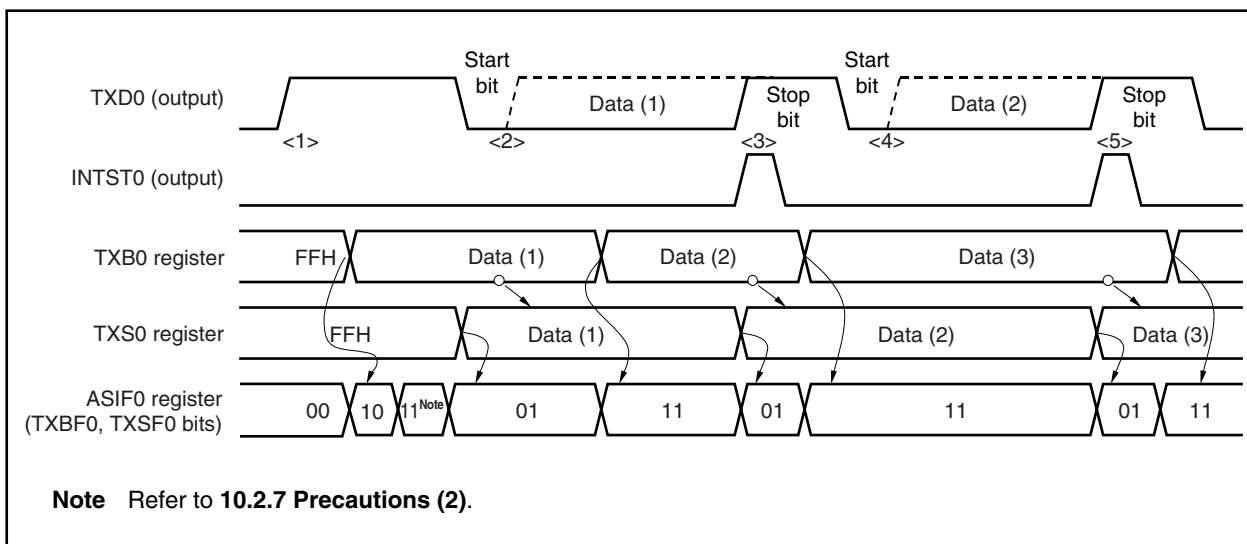 Start bit
Start bit
TXD0 (output)
Data (1)
Stop bit
Data (2)
Stop bit
<1>
<2>
<3>
<4>
<5>
INTST0 (output)
TXB0 register
FFH
Data (1)
Data (2)
Data (3)
TXS0 register
FFH
Data (1)
Data (2)
Data (3)
ASIF0 register
(TXBF0, TXSF0 bits)
00
10
11Note
01
11
01
11
01
11
Note Refer to 10.2.7 Precautions (2).